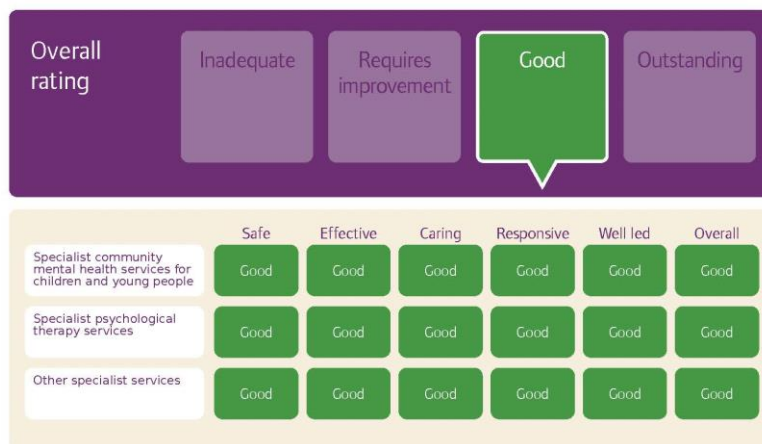 Overall rating
Inadequate
Requires improvement
Good
Outstanding
Safe Effective Caring Responsive Well led Overall
Specialist community
mental health services for
children and young people
Good Good Good Good Good Good
Specialist psychological
therapy services
Good Good Good Good Good Good
Other specialist services
Good Good Good Good Good Good